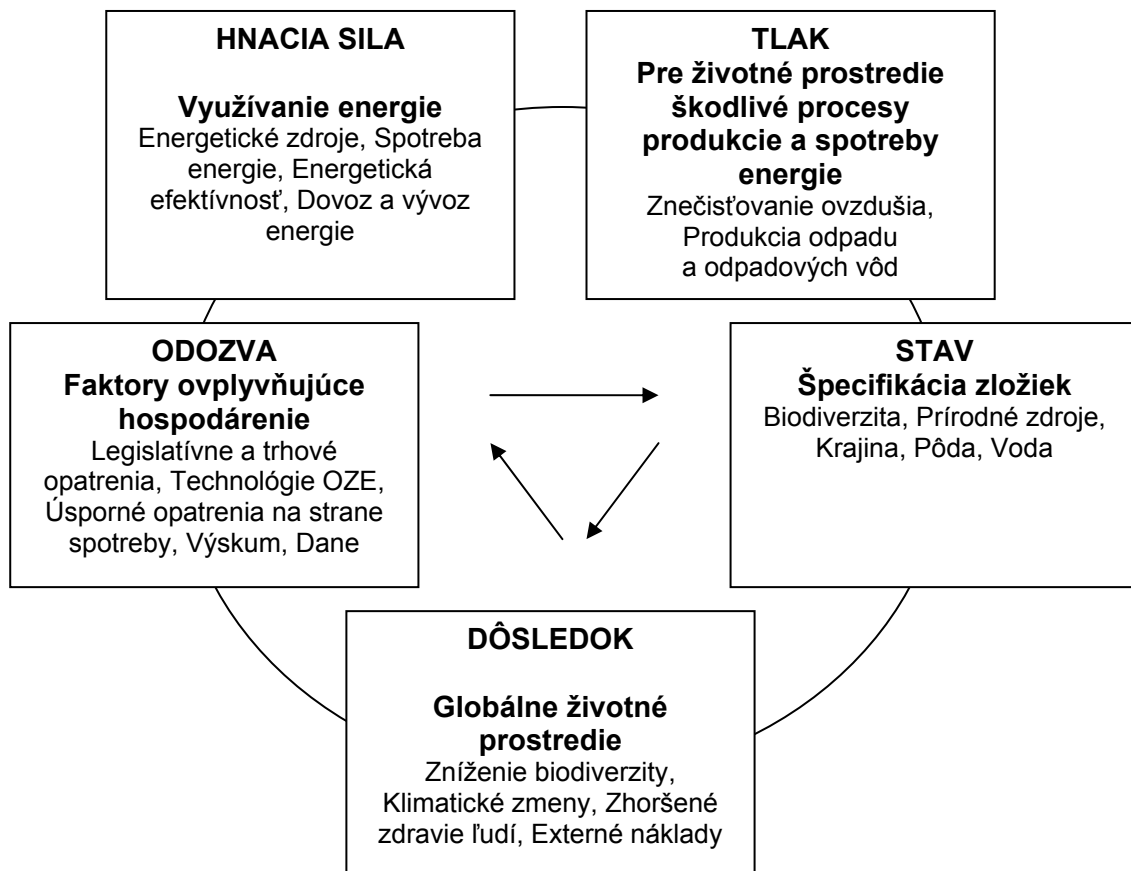 HNACIA SILA
Využívanie energie
Energetické zdroje, Spotreba
energie, Energetická
efektívnosť, Dovoz a vývoz
energie
TLAK
Pre životné prostredie
škodlivé procesy
produkcie a spotreby
energie
Znečisťovanie ovzdušia,
Produkcia odpadu
a odpadových vôd
ODOZVA
Faktory ovplyvňujúce
hospodárenie
Legislatívne a trhové
opatrenia, Technológie OZE,
Úsporné opatrenia na strane
spotreby, Výskum, Dane
STAV
Špecifikácia zložiek
Biodiverzita, Prírodné zdroje,
Krajina, Pôda, Voda
DÔSLEDOK
Globálne životné
prostredie
Zníženie biodiverzity,
Klimatické zmeny, Zhoršené
zdravie ľudí, Externé náklady